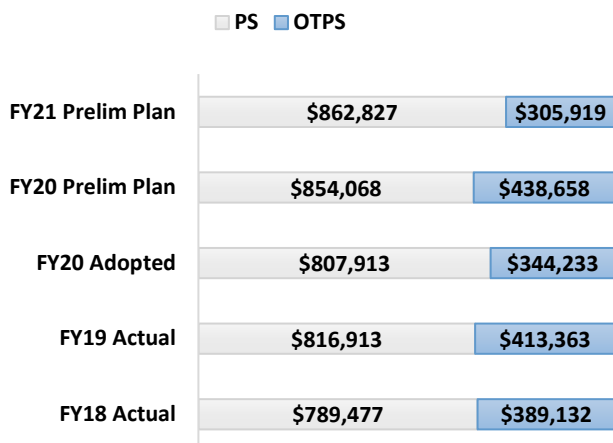 PS OTPS
FY21 Prelim Plan $862,827 $305,919
FY20 Prelim Plan $854,068 $438,658
FY20 Adopted $807,913 $344,233
FY19 Actual $816,913 $413,363
FY18 Actual $789,477 $389,132